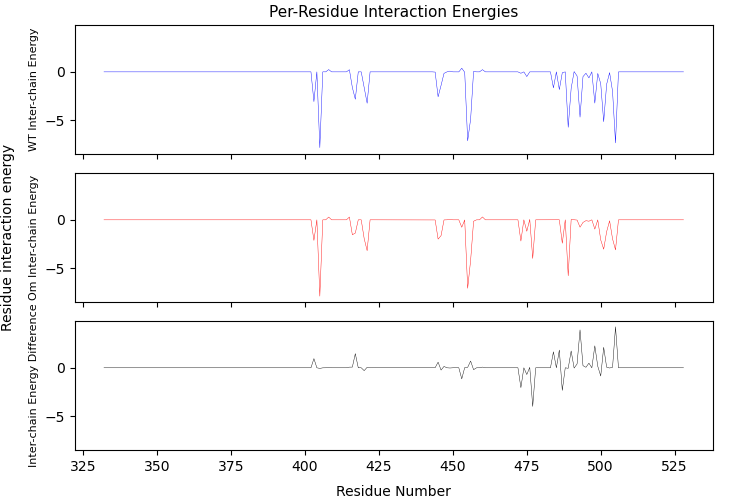 Per-Residue Interaction Energies
Residue interaction energy
WT Inter-chain Energy
0
−5
Om Inter-chain Energy
0
−5
Inter-chain Energy Difference
0
−5
325 350 375 400 425 450 475 500 525
Residue Number